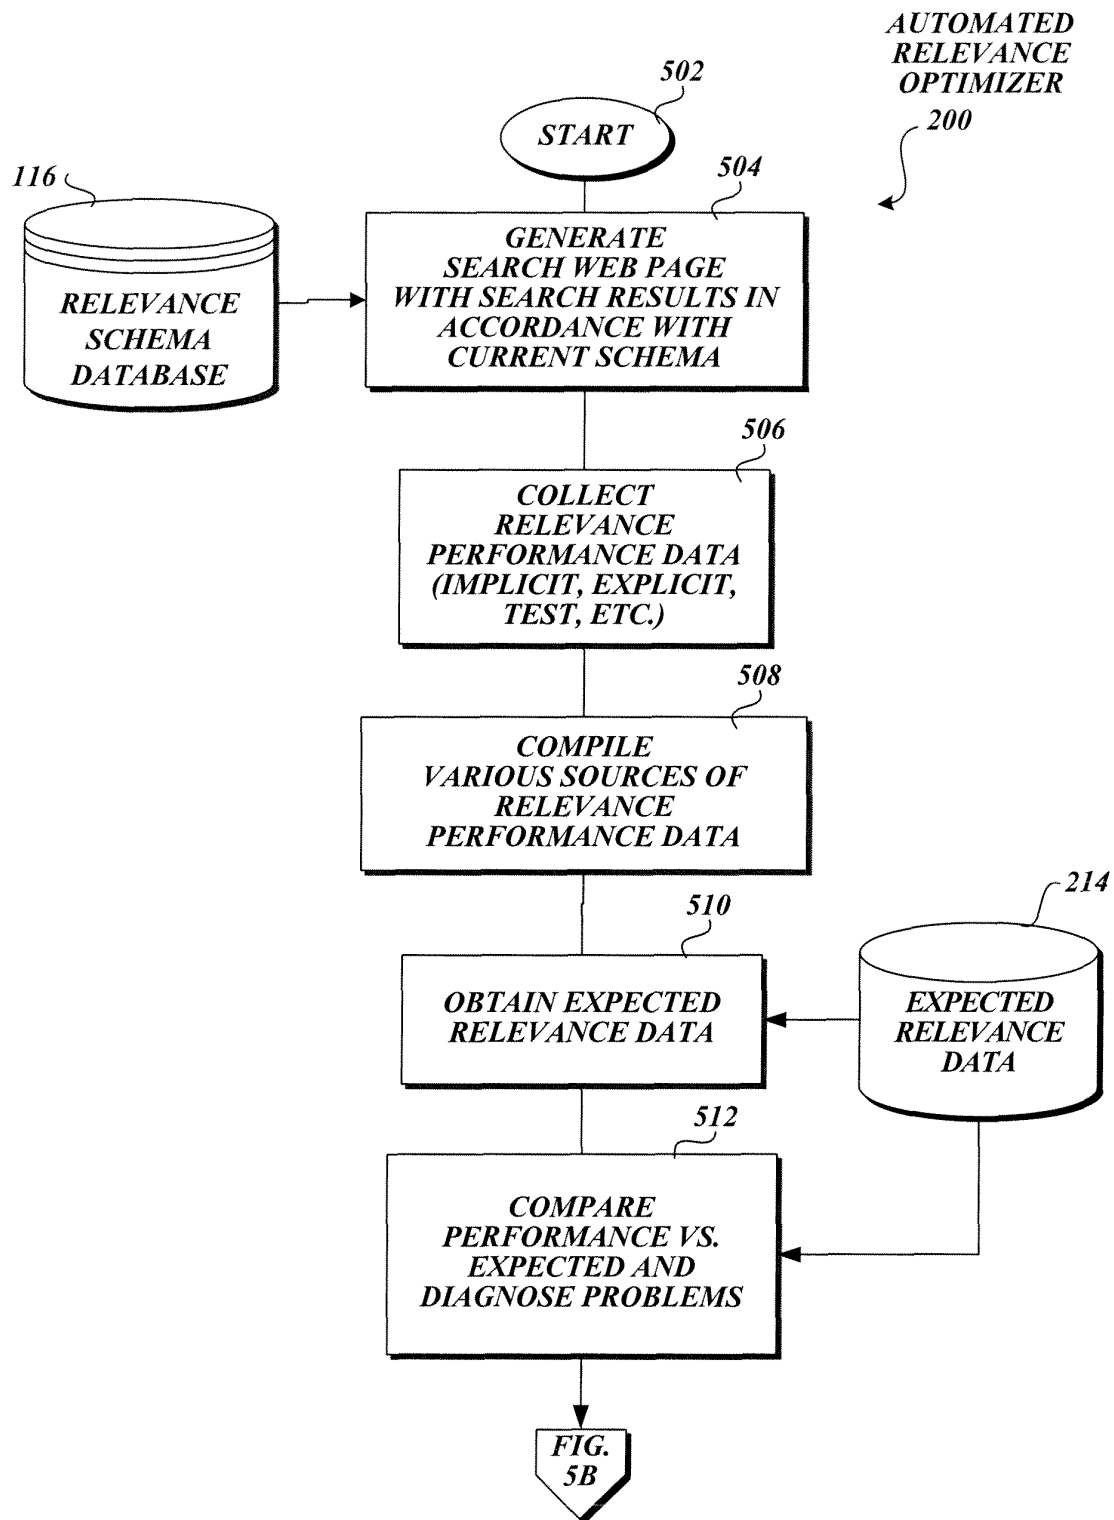 AUTOMATED
RELEVANCE
OPTIMIZER
200
502
START
116
RELEVANCE
SCHEMA
DATABASE
504
GENERATE
SEARCH WEB PAGE
WITH SEARCH RESULTS IN
ACCORDANCE WITH
CURRENT SCHEMA
506
COLLECT
RELEVANCE
PERFORMANCE DATA
(IMPLICIT, EXPLICIT,
TEST, ETC.)
508
COMPILE
VARIOUS SOURCES OF
RELEVANCE
PERFORMANCE DATA
510
OBTAIN EXPECTED
RELEVANCE DATA
214
EXPECTED
RELEVANCE
DATA
512
COMPARE
PERFORMANCE VS.
EXPECTED AND
DIAGNOSE PROBLEMS
FIG.
5B